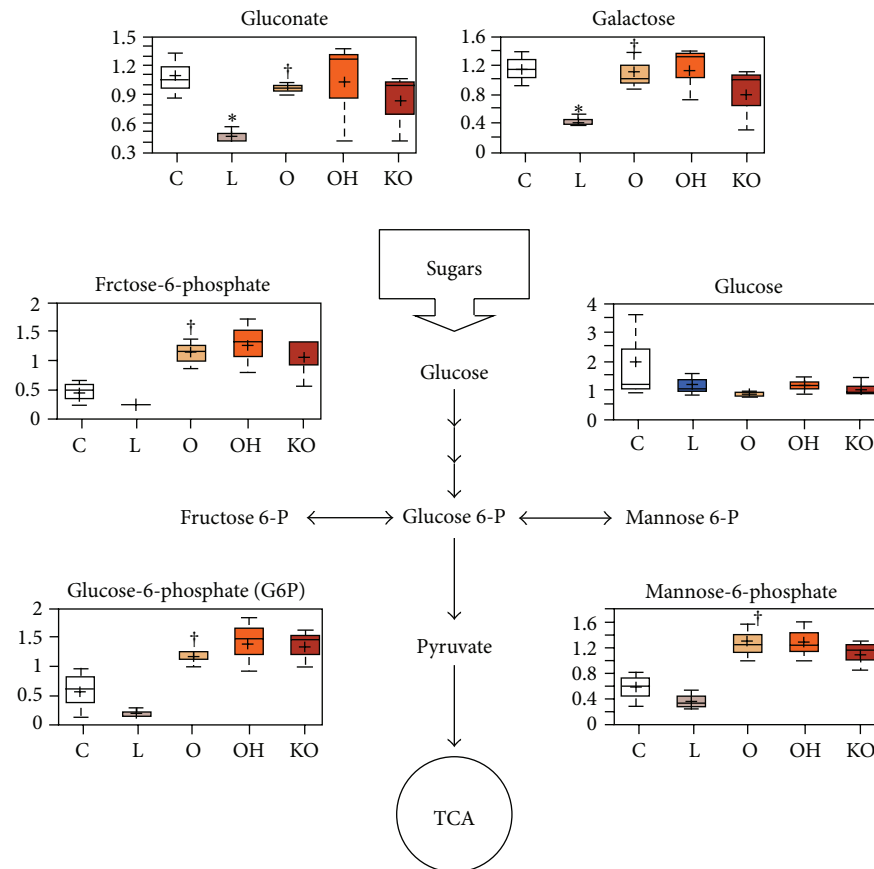 Gluconate
1.5
1.2
0.9
0.6
0.3
*
†
C L O OH KO
Galactose
1.6
1.2
0.8
0.4
0
*
†
C L O OH KO
Sugars
Frctose-6-phosphate
2
1.5
1
0.5
0
†
C L O OH KO
Glucose
4
3
2
1
0
C L O OH KO
Glucose
Fructose 6-P Glucose 6-P Mannose 6-P
Glucose-6-phosphate (G6P)
2
1.5
1
0.5
0
†
C L O OH KO
Pyruvate
Mannose-6-phosphate
1.6
1.2
0.8
0.4
0
†
C L O OH KO
TCA